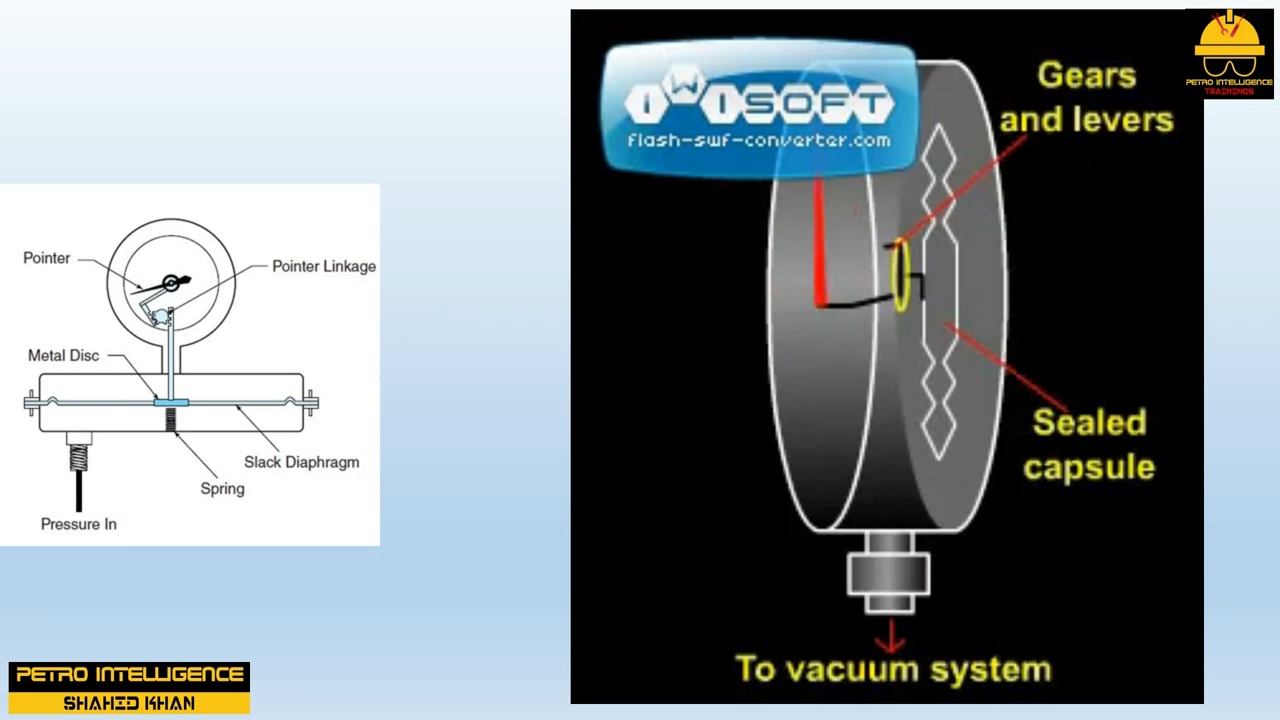 Pointer
Pointer Linkage
Metal Disc
Slack Diaphragm
Spring
Pressure In
PETRO INTELLIGENCE
SHAHID KHAN
iWiSOFT
flash-swf-converter.com
Gears
and levers
Sealed
capsule
To vacuum system
PETRO INTELLIGENCE
TRAININGS